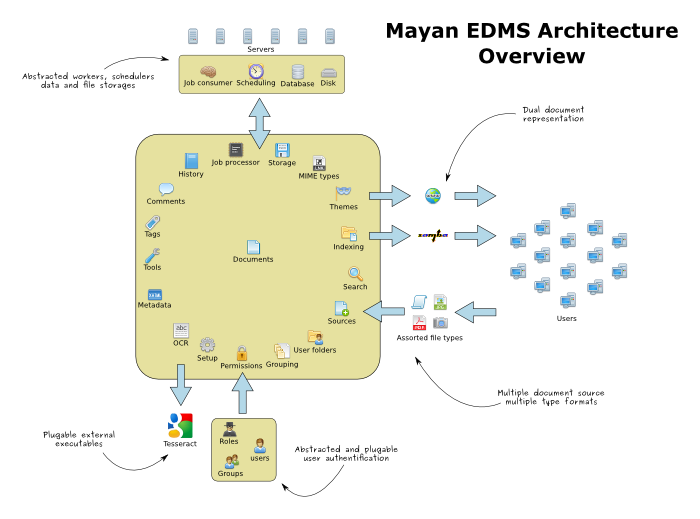 Mayan EDMS Architecture
Overview
Servers
Abstracted workers, schedulers
data and file storages
Job consumer
Scheduling
Database
Disk
Dual document
representation
History
Job processor
Storage
MIME types
Comments
Themes
Tags
Indexing
Tools
Documents
Search
Metadata
Sources
Assorted file types
Users
OCR
Setup
Permissions
Grouping
User folders
Multiple document source
multiple type formats
Plugable external
executables
Tesseract
Roles
users
Groups
Abstracted and plugable
user authentification